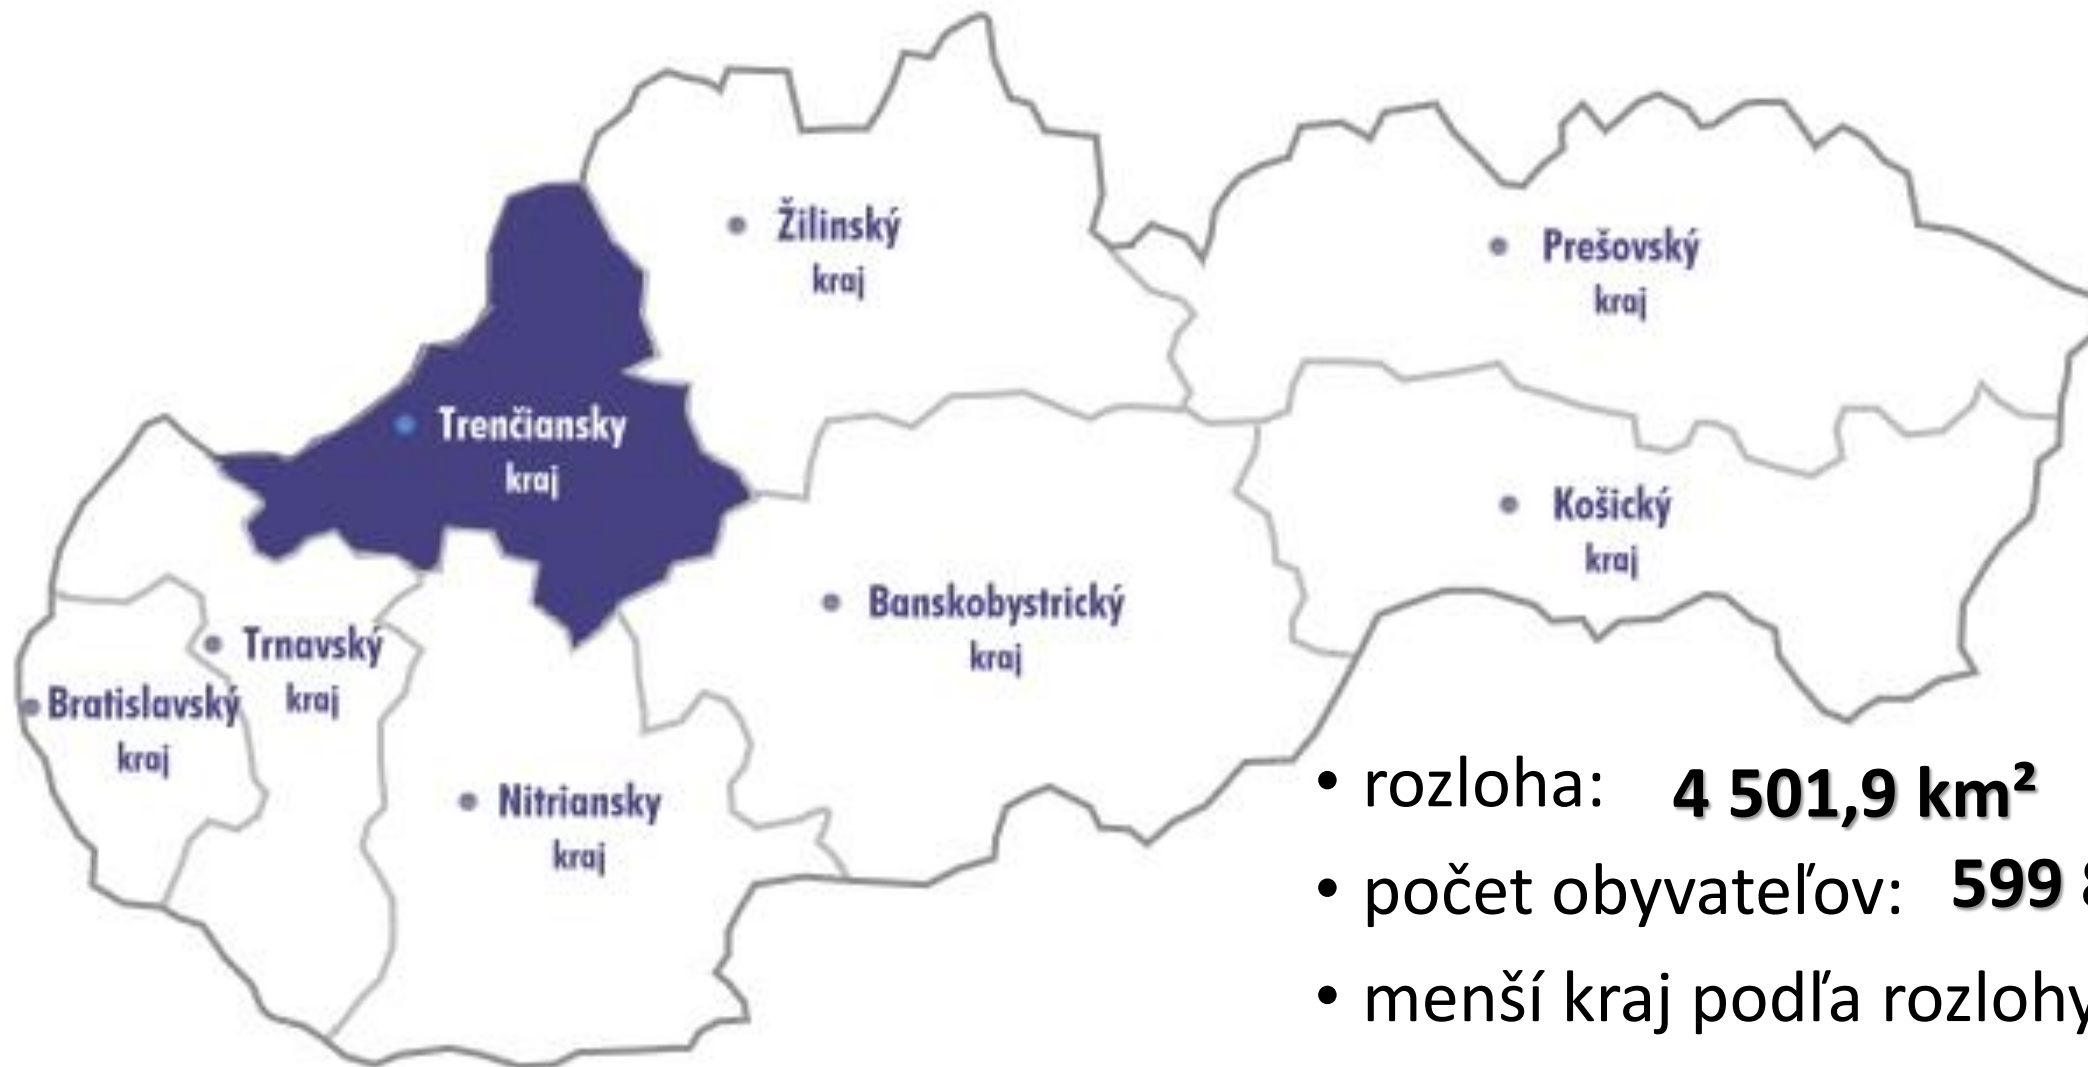 Žilinský
kraj
Prešovský
kraj
Trenčiansky
kraj
Košický
kraj
Banskobystrický
kraj
Trnavský
kraj
Bratislavský
kraj
Nitriansky
kraj
• rozloha: 4 501,9 km²
• počet obyvateľov: 599
• menší kraj podľa rozlohy